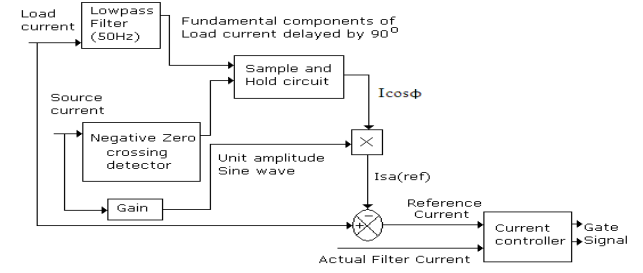 Load
current
Lowpass
Filter
(50Hz)
Fundamental components of
Load current delayed by 90°
Sample and
Hold circuit
Icosφ
Source
current
Negative Zero
crossing
detector
Unit amplitude
Sine wave
×
Isa(ref)
Gain
Reference
Current
+
−
Current
controller
Gate
Signal
Actual Filter Current